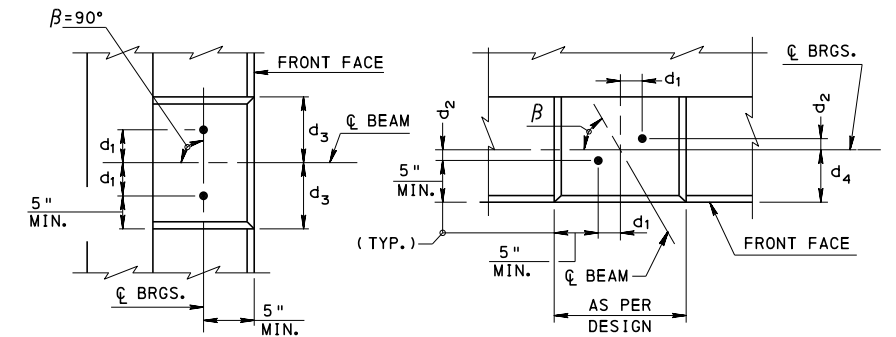 β=90°
FRONT FACE
℄ BEAM
d₁
d₁
d₃
d₃
5"
MIN.
℄ BRGS.
5"
MIN.
℄ BRGS.
d₁
d₂
d₂
β
d₄
5"
MIN.
(TYP.)
d₁
5"
MIN.
FRONT FACE
℄ BEAM
AS PER
DESIGN